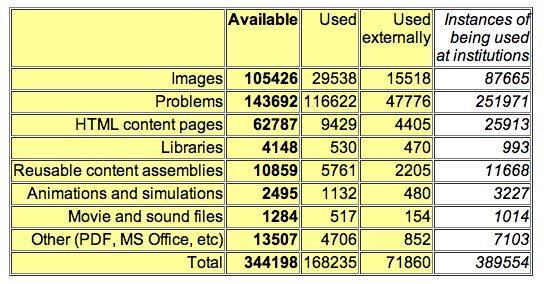 Available Used Used externally Instances of being used at institutions
Images 105426 29538 15518 87665
Problems 143692 116622 47776 251971
HTML content pages 62787 9429 4405 25913
Libraries 4148 530 470 993
Reusable content assemblies 10859 5761 2205 11668
Animations and simulations 2495 1132 480 3227
Movie and sound files 1284 517 154 1014
Other (PDF, MS Office, etc) 13507 4706 852 7103
Total 344198 168235 71860 389554